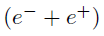 (e⁻ + e⁺)